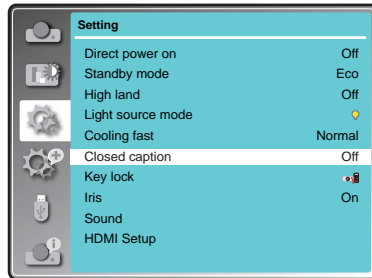 Setting
Direct power on Off
Standby mode Eco
High land Off
Light source mode
Cooling fast Normal
Closed caption Off
Key lock
Iris On
Sound
HDMI Setup